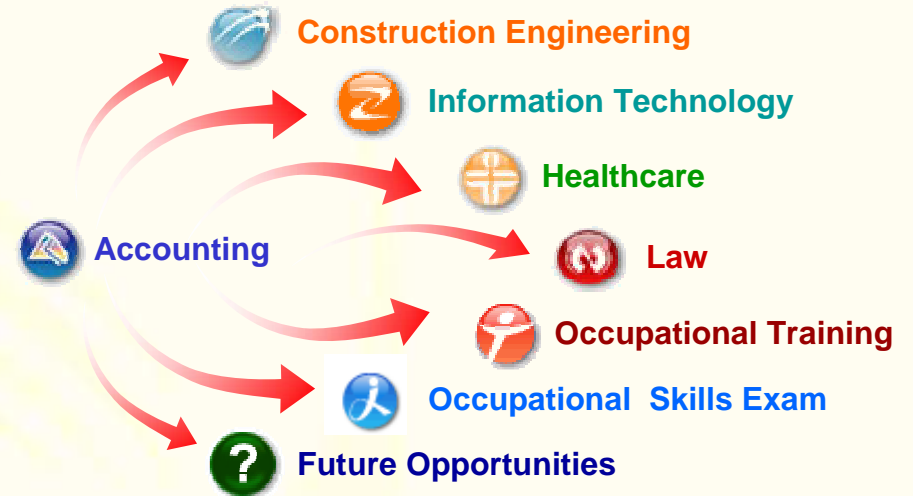 Construction Engineering
Information Technology
Healthcare
Accounting
Law
Occupational Training
Occupational Skills Exam
? Future Opportunities